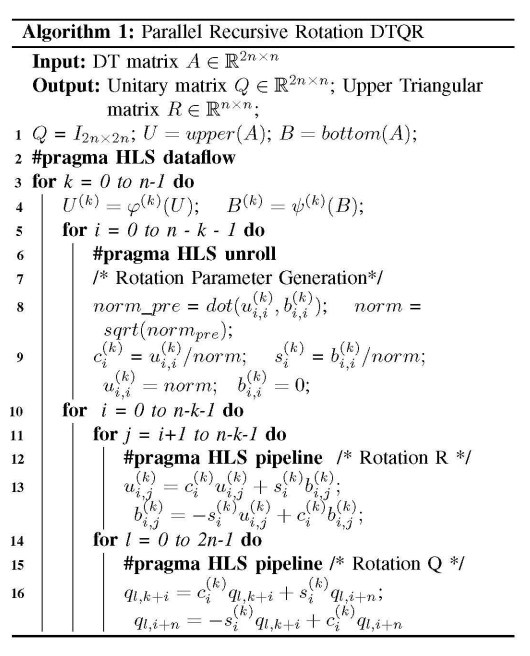 Algorithm 1: Parallel Recursive Rotation DTQR
Input: DT matrix $A \in \mathbb{R}^{2n \times n}$
Output: Unitary matrix $Q \in \mathbb{R}^{2n \times n}$; Upper Triangular
matrix $R \in \mathbb{R}^{n \times n}$;
1 $Q = I_{2n \times 2n}$; $U = upper(A)$; $B = bottom(A)$;
2 #pragma HLS dataflow
3 for k = 0 to n-1 do
4 $U^{(k)} = \varphi^{(k)}(U)$; $B^{(k)} = \psi^{(k)}(B)$;
5 for i = 0 to n - k - 1 do
6 #pragma HLS unroll
7 /* Rotation Parameter Generation*/
8 $norm\_pre = dot(u_{i,i}^{(k)}, b_{i,i}^{(k)})$; $norm =$
$sqrt(norm_{pre})$;
9 $c_i^{(k)} = u_{i,i}^{(k)}/norm$; $s_i^{(k)} = b_{i,i}^{(k)}/norm$;
$u_{i,i}^{(k)} = norm$; $b_{i,i}^{(k)} = 0$;
10 for i = 0 to n-k-1 do
11 for j = i+1 to n-k-1 do
12 #pragma HLS pipeline /* Rotation R */
13 $u_{i,j}^{(k)} = c_i^{(k)} u_{i,j}^{(k)} + s_i^{(k)} b_{i,j}^{(k)}$;
$b_{i,j}^{(k)} = -s_i^{(k)} u_{i,j}^{(k)} + c_i^{(k)} b_{i,j}^{(k)}$;
14 for l = 0 to 2n-1 do
15 #pragma HLS pipeline /* Rotation Q */
16 $q_{l,k+i} = c_i^{(k)} q_{l,k+i} + s_i^{(k)} q_{l,i+n}$;
$q_{l,i+n} = -s_i^{(k)} q_{l,k+i} + c_i^{(k)} q_{l,i+n}$